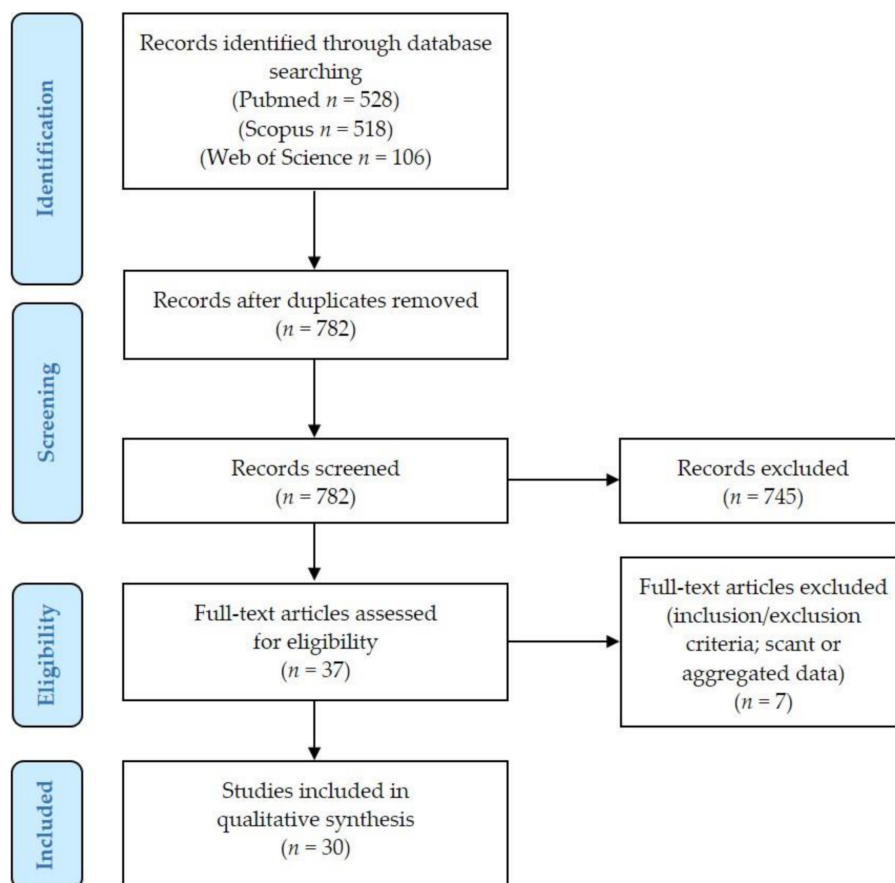 Identification
Records identified through database
searching
(Pubmed n = 528)
(Scopus n = 518)
(Web of Science n = 106)
Records after duplicates removed
(n = 782)
Screening
Records screened
(n = 782)
Records excluded
(n = 745)
Eligibility
Full-text articles assessed
for eligibility
(n = 37)
Full-text articles excluded
(inclusion/exclusion
criteria; scant or
aggregated data)
(n = 7)
Included
Studies included in
qualitative synthesis
(n = 30)